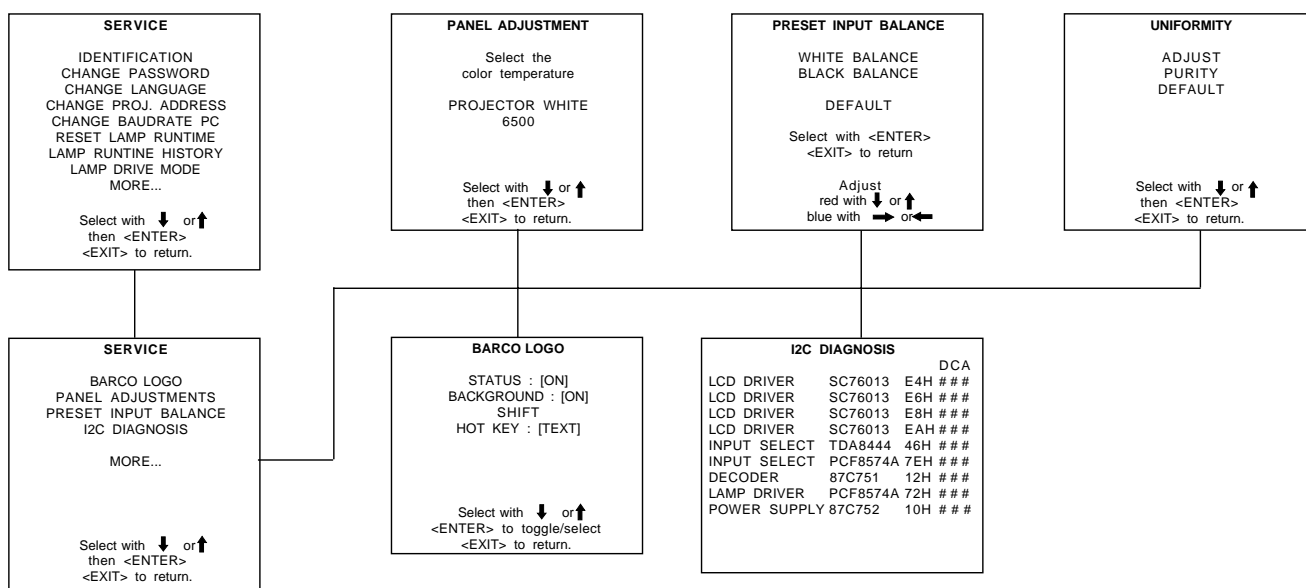 SERVICE
IDENTIFICATION
CHANGE PASSWORD
CHANGE LANGUAGE
CHANGE PROJ. ADDRESS
CHANGE BAUDRATE PC
RESET LAMP RUNTIME
LAMP RUNTINE HISTORY
LAMP DRIVE MODE
MORE...
Select with ⬇ or ⬆
then <ENTER>
<EXIT> to return.
PANEL ADJUSTMENT
Select the
color temperature
PROJECTOR WHITE
6500
Select with ⬇ or ⬆
then <ENTER>
<EXIT> to return.
PRESET INPUT BALANCE
WHITE BALANCE
BLACK BALANCE
DEFAULT
Select with <ENTER>
<EXIT> to return
Adjust
red with ⬇ or ⬆
blue with ➡ or ⬅
UNIFORMITY
ADJUST
PURITY
DEFAULT
Select with ⬇ or ⬆
then <ENTER>
<EXIT> to return.
SERVICE
BARCO LOGO
PANEL ADJUSTMENTS
PRESET INPUT BALANCE
I2C DIAGNOSIS
MORE...
Select with ⬇ or ⬆
then <ENTER>
<EXIT> to return.
BARCO LOGO
STATUS : [ON]
BACKGROUND : [ON]
SHIFT
HOT KEY : [TEXT]
Select with ⬇ or ⬆
<ENTER> to toggle/select
<EXIT> to return.
I2C DIAGNOSIS
DCA
LCD DRIVER SC76013 E4H ###
LCD DRIVER SC76013 E6H ###
LCD DRIVER SC76013 E8H ###
LCD DRIVER SC76013 EAH ###
INPUT SELECT TDA8444 46H ###
INPUT SELECT PCF8574A 7EH ###
DECODER 87C751 12H ###
LAMP DRIVER PCF8574A 72H ###
POWER SUPPLY 87C752 10H ###